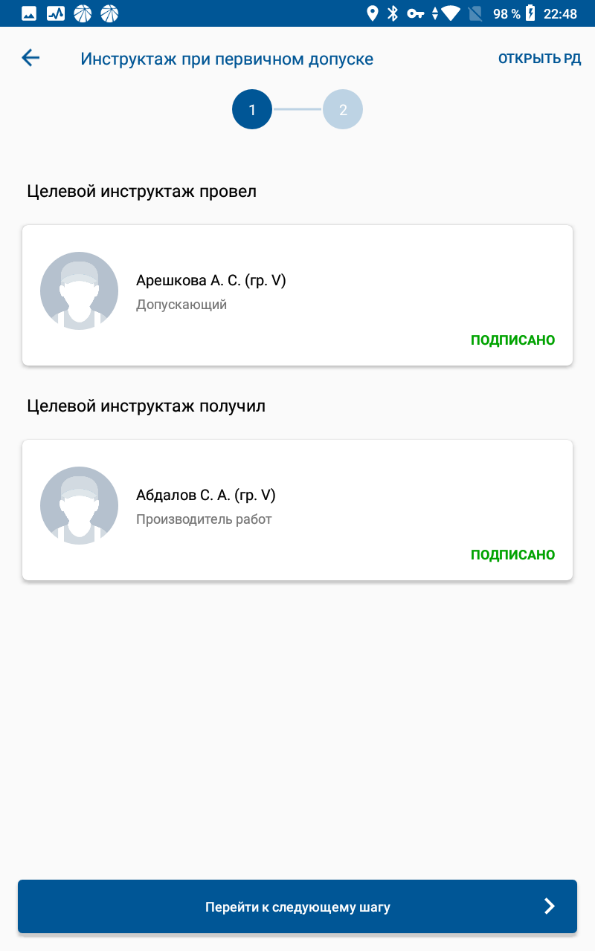 98 % 22:48
Инструктаж при первичном допуске ОТКРЫТЬ РД
1 2
Целевой инструктаж провел
Арешкова А. С. (гр. V)
Допускающий
ПОДПИСАНО
Целевой инструктаж получил
Абдалов С. А. (гр. V)
Производитель работ
ПОДПИСАНО
Перейти к следующему шагу